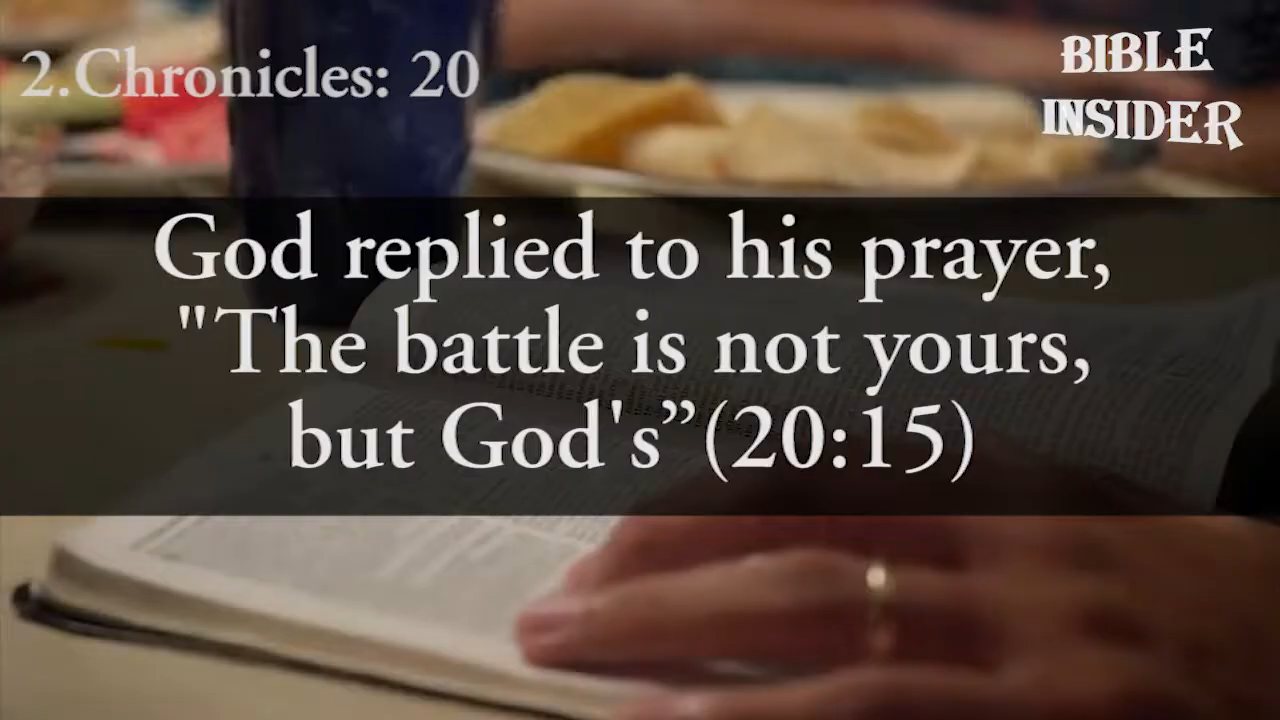 2.Chronicles: 20
BIBLE
INSIDER
God replied to his prayer,
"The battle is not yours,
but God's”(20:15)